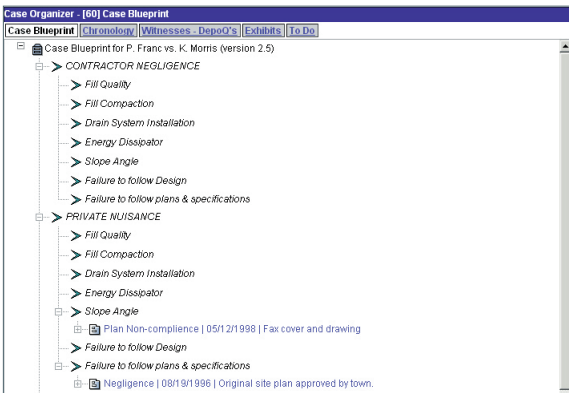 Case Organizer - [60] Case Blueprint
Case Blueprint Chronology Witnesses - DepoQ's Exhibits To Do
Case Blueprint for P. Franc vs. K. Morris (version 2.5)
CONTRACTOR NEGLIGENCE
Fill Quality
Fill Compaction
Drain System Installation
Energy Dissipator
Slope Angle
Failure to follow Design
Failure to follow plans & specifications
PRIVATE NUISANCE
Fill Quality
Fill Compaction
Drain System Installation
Energy Dissipator
Slope Angle
Plan Non-complience | 05/12/1998 | Fax cover and drawing
Failure to follow Design
Failure to follow plans & specifications
Negligence | 08/19/1996 | Original site plan approved by town.